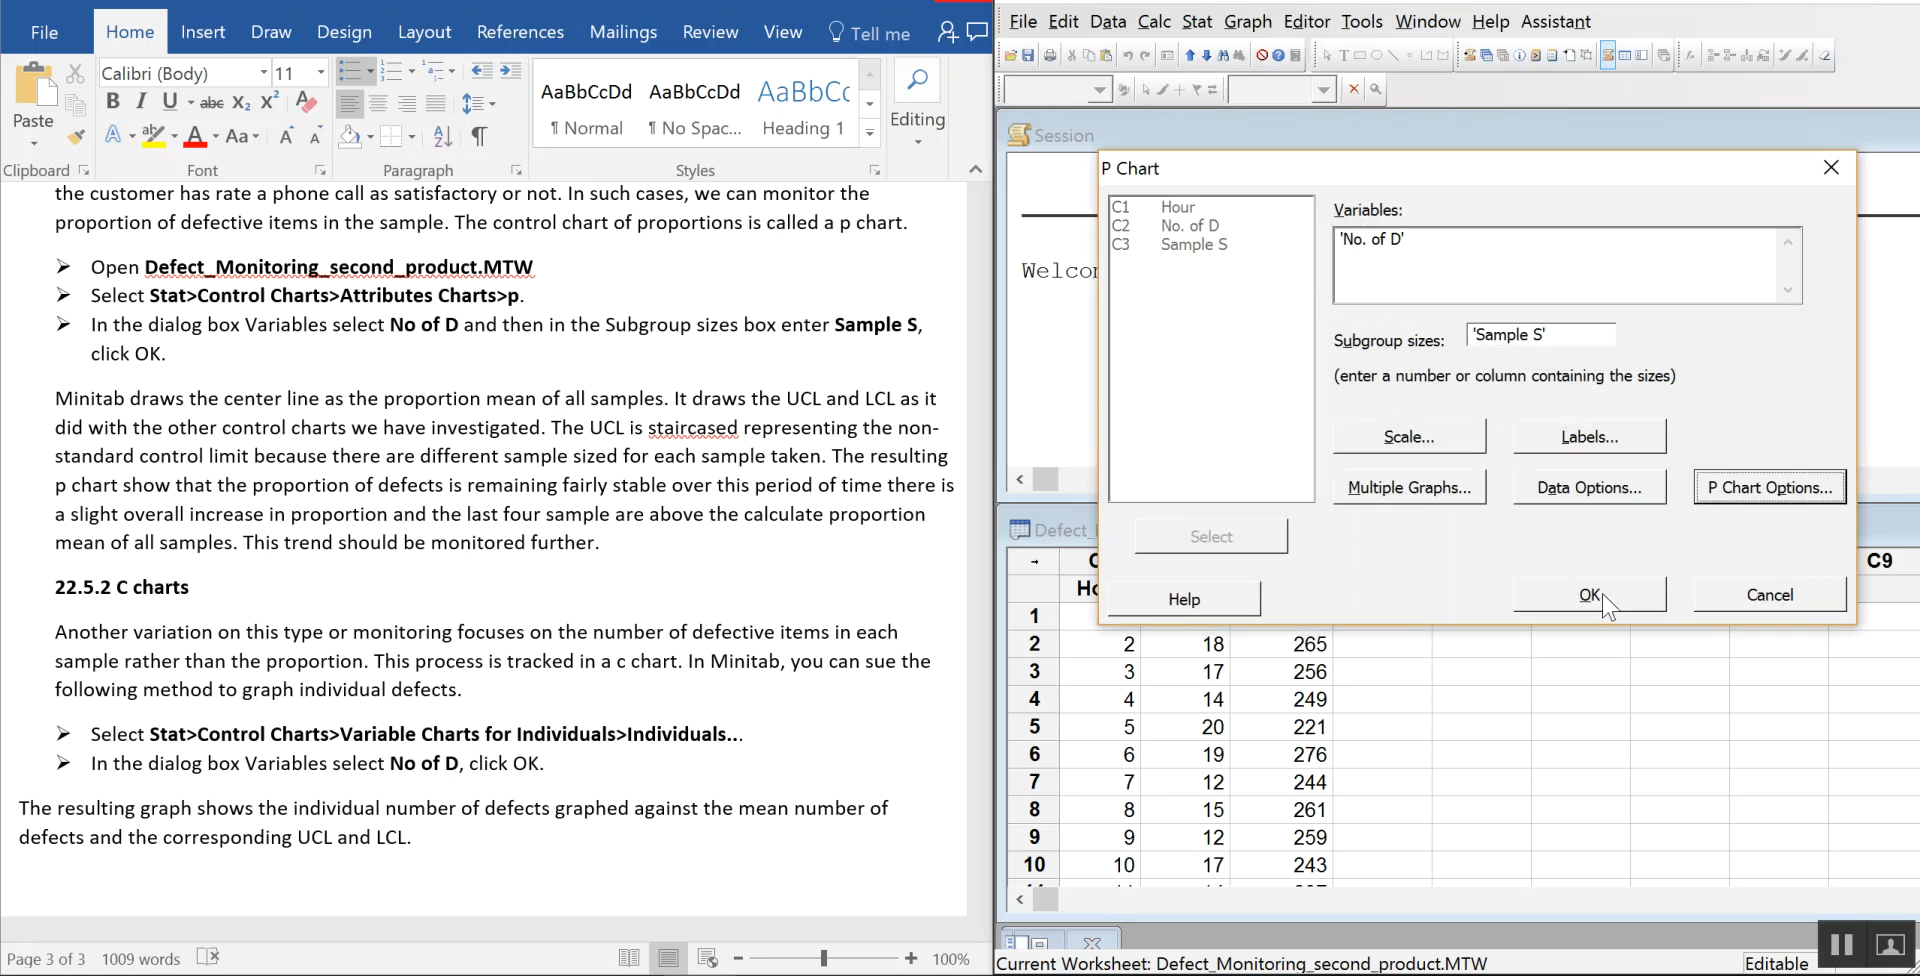 File Home Insert Draw Design Layout References Mailings Review View Tell me
Paste
Calibri (Body) 11
B I U abc X2 X2
A A Aa A A
AaBbCcDd AaBbCcDd AaBbCc
¶ Normal ¶ No Spac... Heading 1
Editing
Clipboard Font Paragraph Styles
the customer has rate a phone call as satisfactory or not. In such cases, we can monitor the
proportion of defective items in the sample. The control chart of proportions is called a p chart.
Open Defect_Monitoring_second_product.MTW
Select Stat>Control Charts>Attributes Charts>p.
In the dialog box Variables select No of D and then in the Subgroup sizes box enter Sample S,
click OK.
Minitab draws the center line as the proportion mean of all samples. It draws the UCL and LCL as it
did with the other control charts we have investigated. The UCL is staircased representing the non-
standard control limit because there are different sample sized for each sample taken. The resulting
p chart show that the proportion of defects is remaining fairly stable over this period of time there is
a slight overall increase in proportion and the last four sample are above the calculate proportion
mean of all samples. This trend should be monitored further.
22.5.2 C charts
Another variation on this type or monitoring focuses on the number of defective items in each
sample rather than the proportion. This process is tracked in a c chart. In Minitab, you can sue the
following method to graph individual defects.
Select Stat>Control Charts>Variable Charts for Individuals>Individuals...
In the dialog box Variables select No of D, click OK.
The resulting graph shows the individual number of defects graphed against the mean number of
defects and the corresponding UCL and LCL.
Page 3 of 3 1009 words 100%
File Edit Data Calc Stat Graph Editor Tools Window Help Assistant
Session
Welcom
P Chart
C1 Hour
C2 No. of D
C3 Sample S
Variables:
'No. of D'
Subgroup sizes: 'Sample S'
(enter a number or column containing the sizes)
Scale... Labels...
Multiple Graphs... Data Options... P Chart Options...
Select
Help OK Cancel
Defect_
C9
Ho
1
2 2 18 265
3 3 17 256
4 4 14 249
5 5 20 221
6 6 19 276
7 7 12 244
8 8 15 261
9 9 12 259
10 10 17 243
Current Worksheet: Defect_Monitoring_second_product.MTW Editable